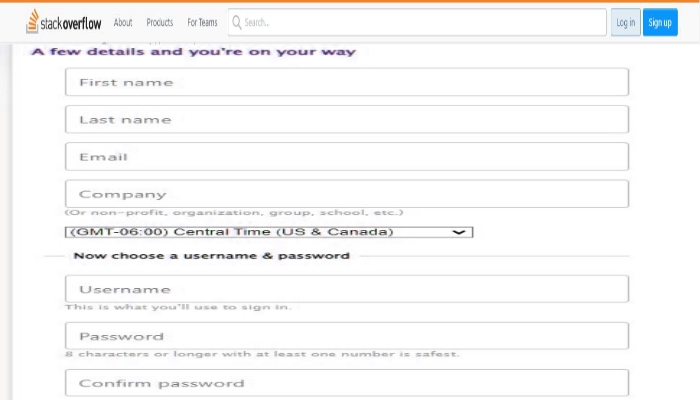 stackoverflow About Products For Teams Search... Log in Sign up
A few details and you're on your way
First name
Last name
Email
Company
(Or non-profit, organization, group, school, etc.)
(GMT-06:00) Central Time (US & Canada)
Now choose a username & password
Username
This is what you'll use to sign in.
Password
8 characters or longer with at least one number is safest.
Confirm password